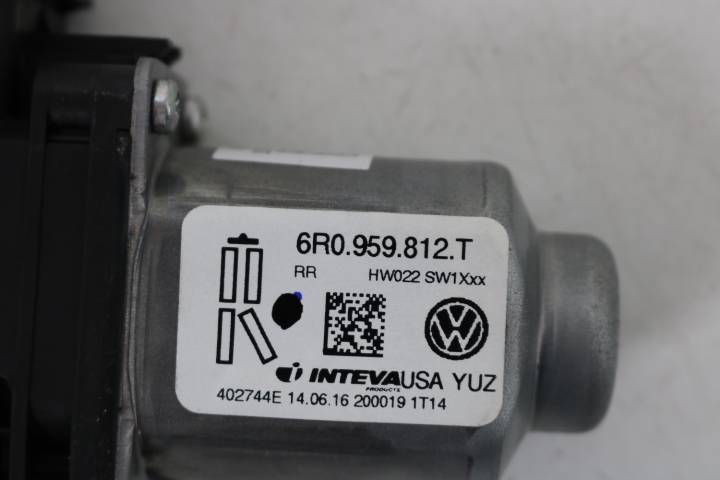 6R0.959.812.T
RR HW022 SW1Xxx
INTEVA USA YUZ
PRODUCTS
402744E 14.06.16 200019 1T14